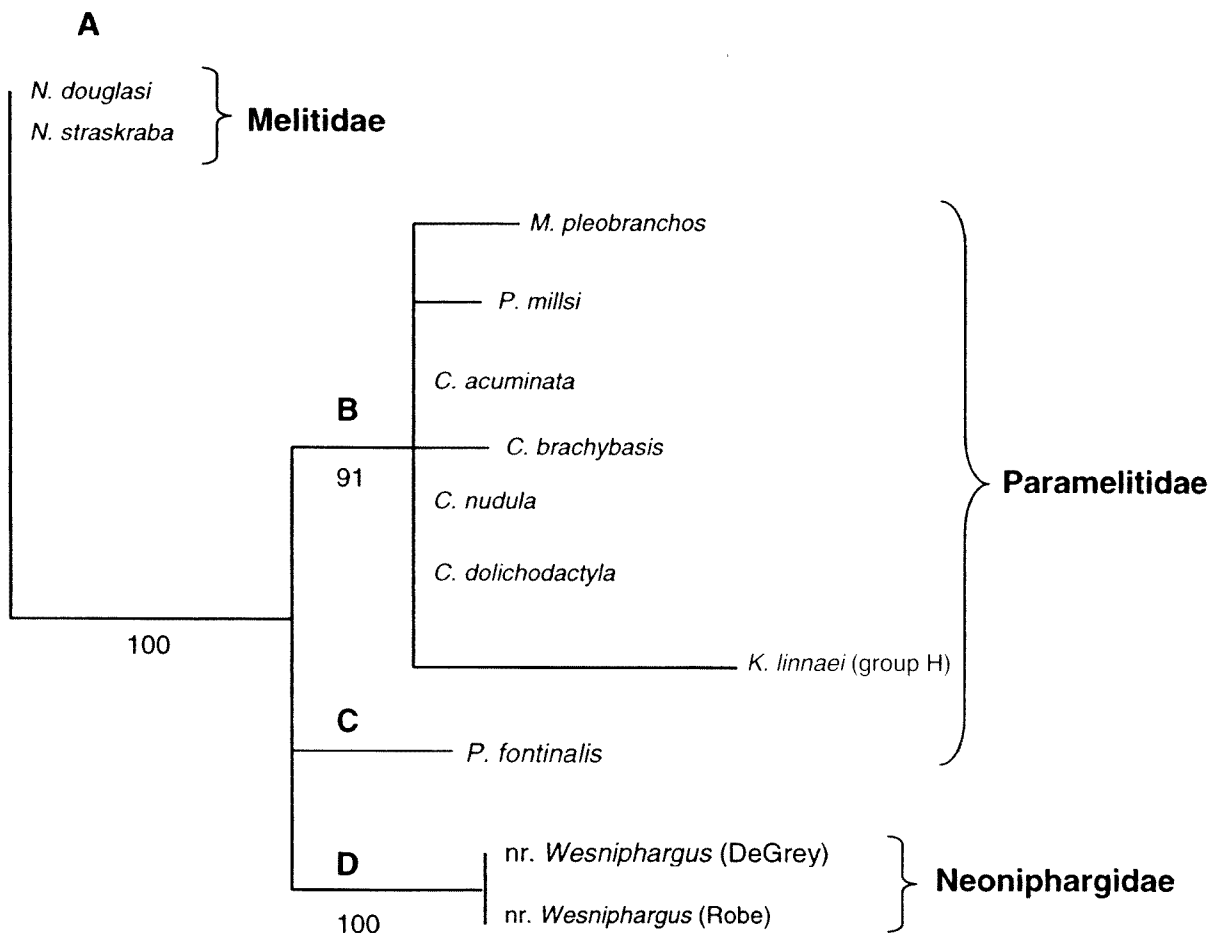 A
N. douglasi
N. straskraba
Melitidae
M. pleobranchos
P. millsi
C. acuminata
B
C. brachybasis
91
C. nudula
Paramelitidae
C. dolichodactyla
100
K. linnaei (group H)
C
P. fontinalis
D
nr. Wesniphargus (DeGrey)
Neoniphargidae
100
nr. Wesniphargus (Robe)